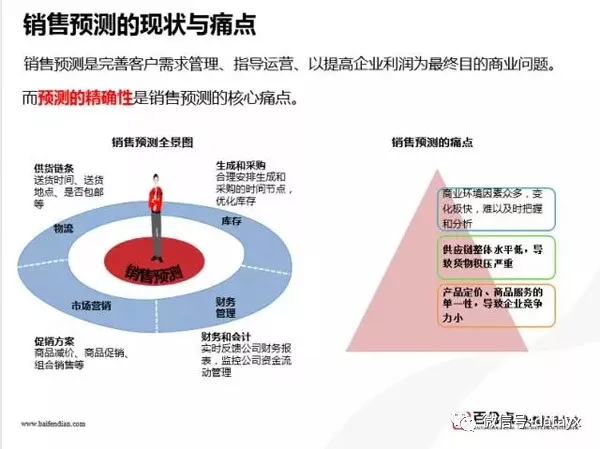 销售预测的现状与痛点
销售预测是完善客户需求管理、指导运营、以提高企业利润为最终目的商业问题。
而预测的精确性是销售预测的核心痛点。
销售预测全景图
供货链条
送货时间、送货
地点、是否包邮
等
生成和采购
合理安排生成和
采购的时间节点，
优化库存
物流
库存
销售预测
市场营销
财务
管理
促销方案
商品减价、商品促销、
组合销售等
财务和会计
实时反馈公司财务报
表，监控公司资金流
动管理
销售预测的痛点
商业环境因素众多，变
化极快，难以及时把握
和分析
供应链整体水平低，导
致货物积压严重
产品定价、商品服务的
单一性，导致企业竞争
力小
www.baifendian.com
微信号: datayx